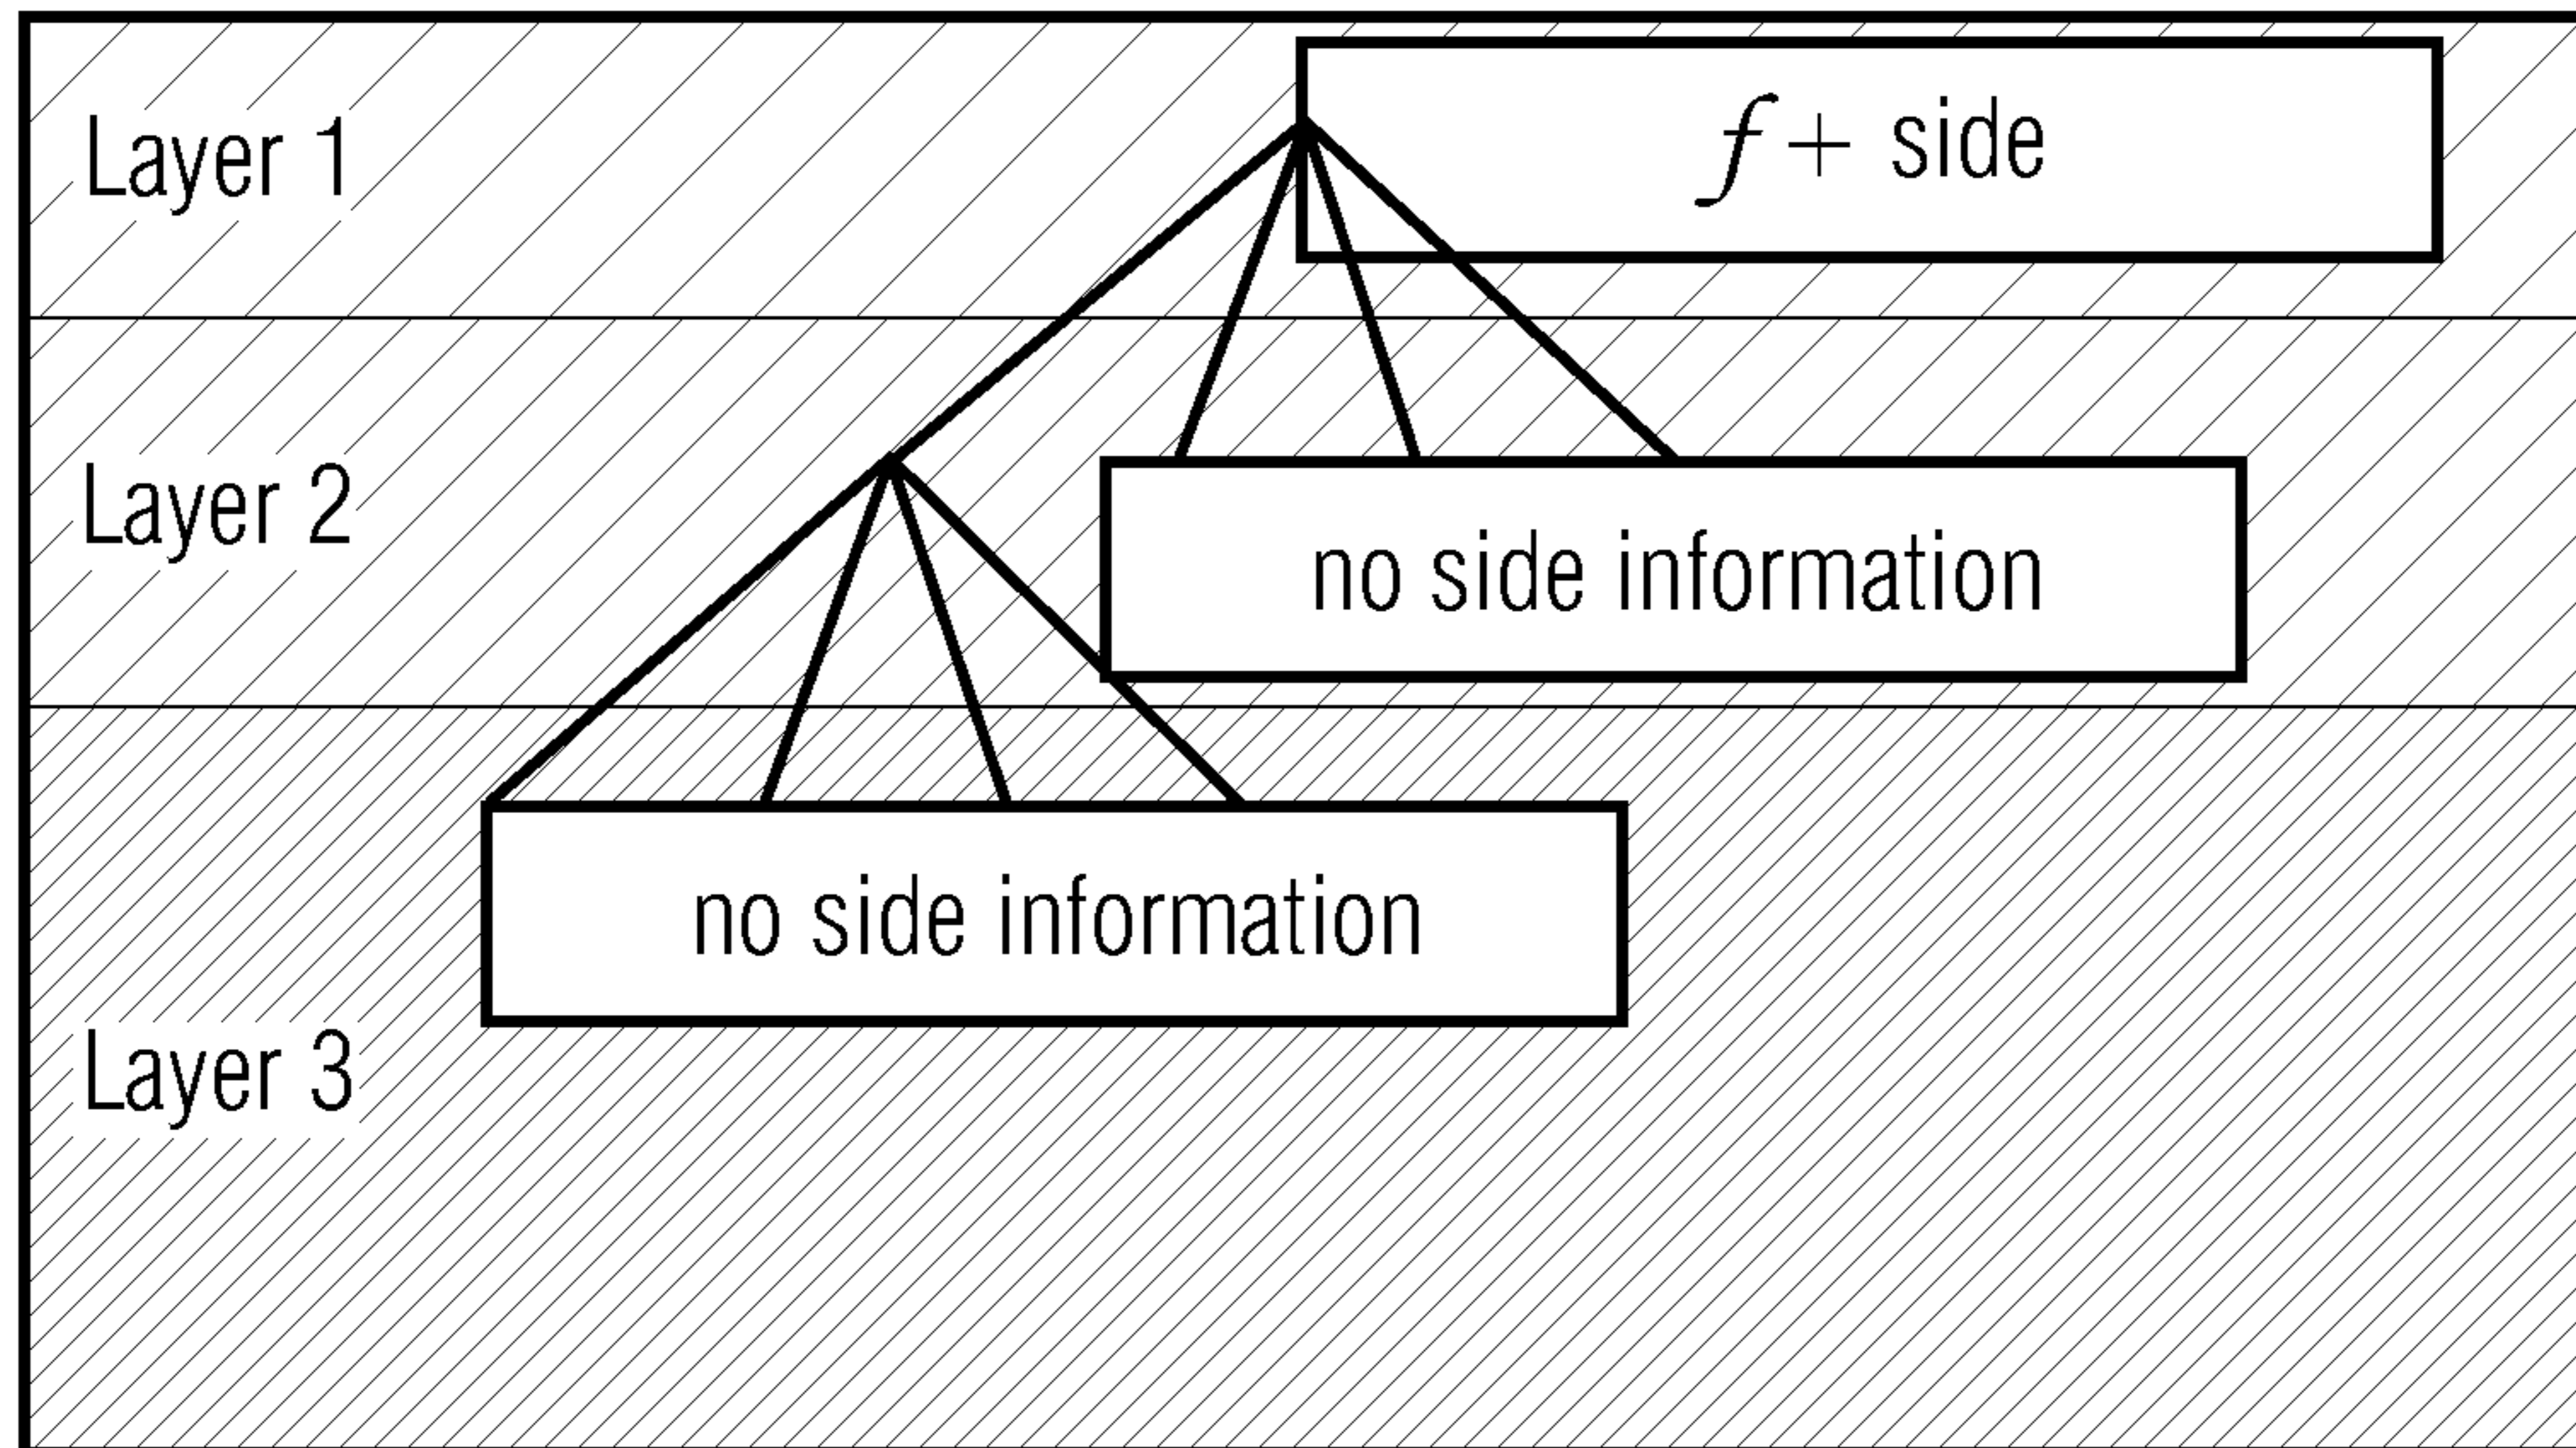 Layer 1
f + side
Layer 2
no side information
no side information
Layer 3